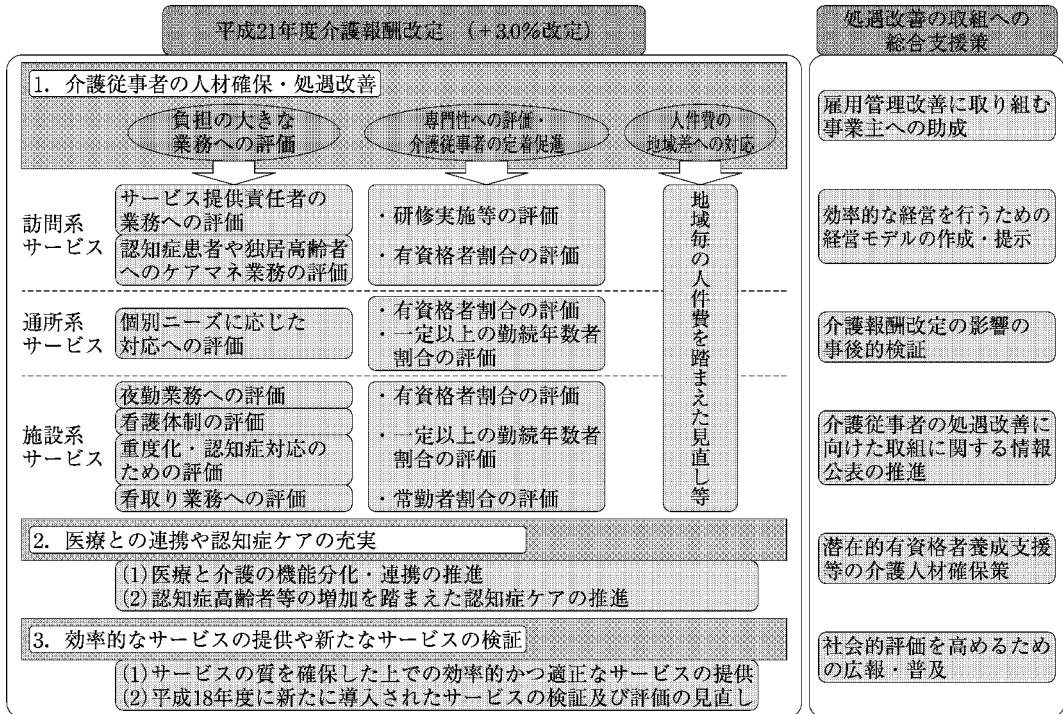 平成21年度介護報酬改定 （＋3.0％改定）
1．介護従事者の人材確保・処遇改善
負担の大きな
業務への評価
専門性への評価・
介護従事者の定着促進
人件費の
地域差への対応
訪問系
サービス
サービス提供責任者の
業務への評価
認知症患者や独居高齢者
へのケアマネ業務の評価
・研修実施等の評価
・有資格者割合の評価
通所系
サービス
個別ニーズに応じた
対応への評価
・有資格者割合の評価
・一定以上の勤続年数者
割合の評価
施設系
サービス
夜勤業務への評価
看護体制の評価
重度化・認知症対応の
ための評価
看取り業務への評価
・有資格者割合の評価
・一定以上の勤続年数者
割合の評価
・常勤者割合の評価
地域毎の人件費を踏まえた見直し等
2．医療との連携や認知症ケアの充実
(1)医療と介護の機能分化・連携の推進
(2)認知症高齢者等の増加を踏まえた認知症ケアの推進
3．効率的なサービスの提供や新たなサービスの検証
(1)サービスの質を確保した上での効率的かつ適正なサービスの提供
(2)平成18年度に新たに導入されたサービスの検証及び評価の見直し
処遇改善の取組への
総合支援策
雇用管理改善に取り組む
事業主への助成
効率的な経営を行うための
経営モデルの作成・提示
介護報酬改定の影響の
事後的検証
介護従事者の処遇改善に
向けた取組に関する情報
公表の推進
潜在的有資格者養成支援
等の介護人材確保策
社会的評価を高めるため
の広報・普及